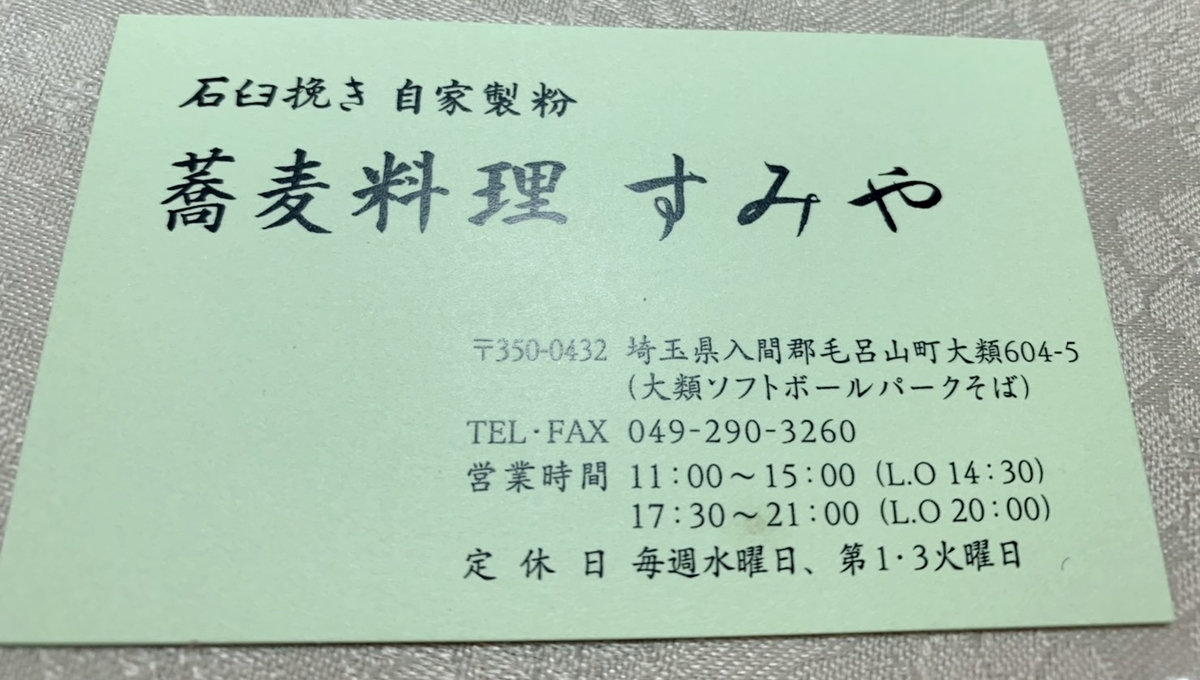 石臼挽き 自家製粉
蕎麦料理 すみや
〒350-0432 埼玉県入間郡毛呂山町大類604-5
(大類ソフトボールパークそば)
TEL・FAX 049-290-3260
営業時間 11:00〜15:00 (L.O 14:30)
17:30〜21:00 (L.O 20:00)
定休日 毎週水曜日、第1・3火曜日